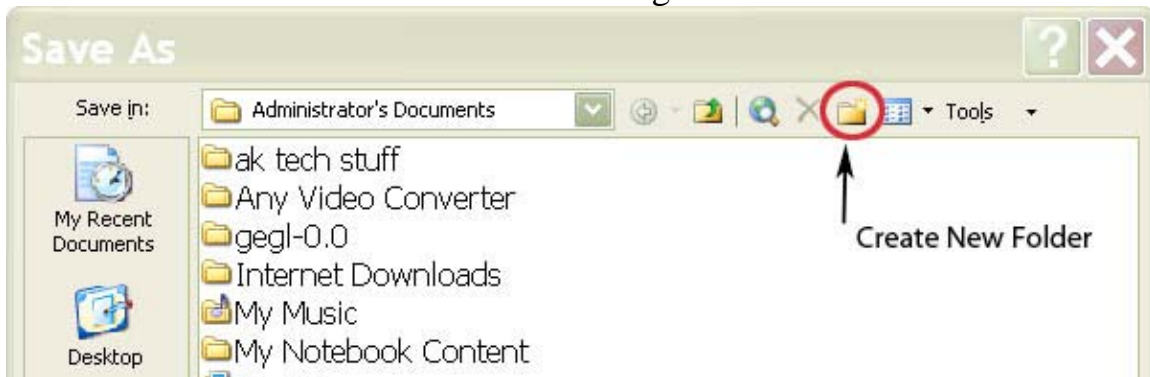 Save As
Save in: Administrator's Documents Tools
ak tech stuff
Any Video Converter
gegl-0.0
Internet Downloads
My Music
My Notebook Content
My Recent
Documents
Desktop
Create New Folder